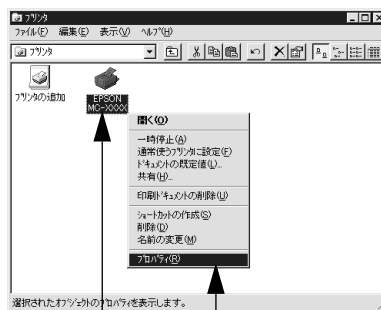 プリンタ
ファイル(F) 編集(E) 表示(V) ヘルプ(H)
プリンタ
プリンタの追加
EPSON
MC-XXXX
開く(O)
一時停止(A)
通常使うプリンタに設定(F)
ドキュメントの既定値(L)...
共有(H)...
印刷ドキュメントの削除(U)
ショートカットの作成(S)
削除(D)
名前の変更(M)
プロパティ(R)
選択されたオブジェクトのプロパティを表示します。